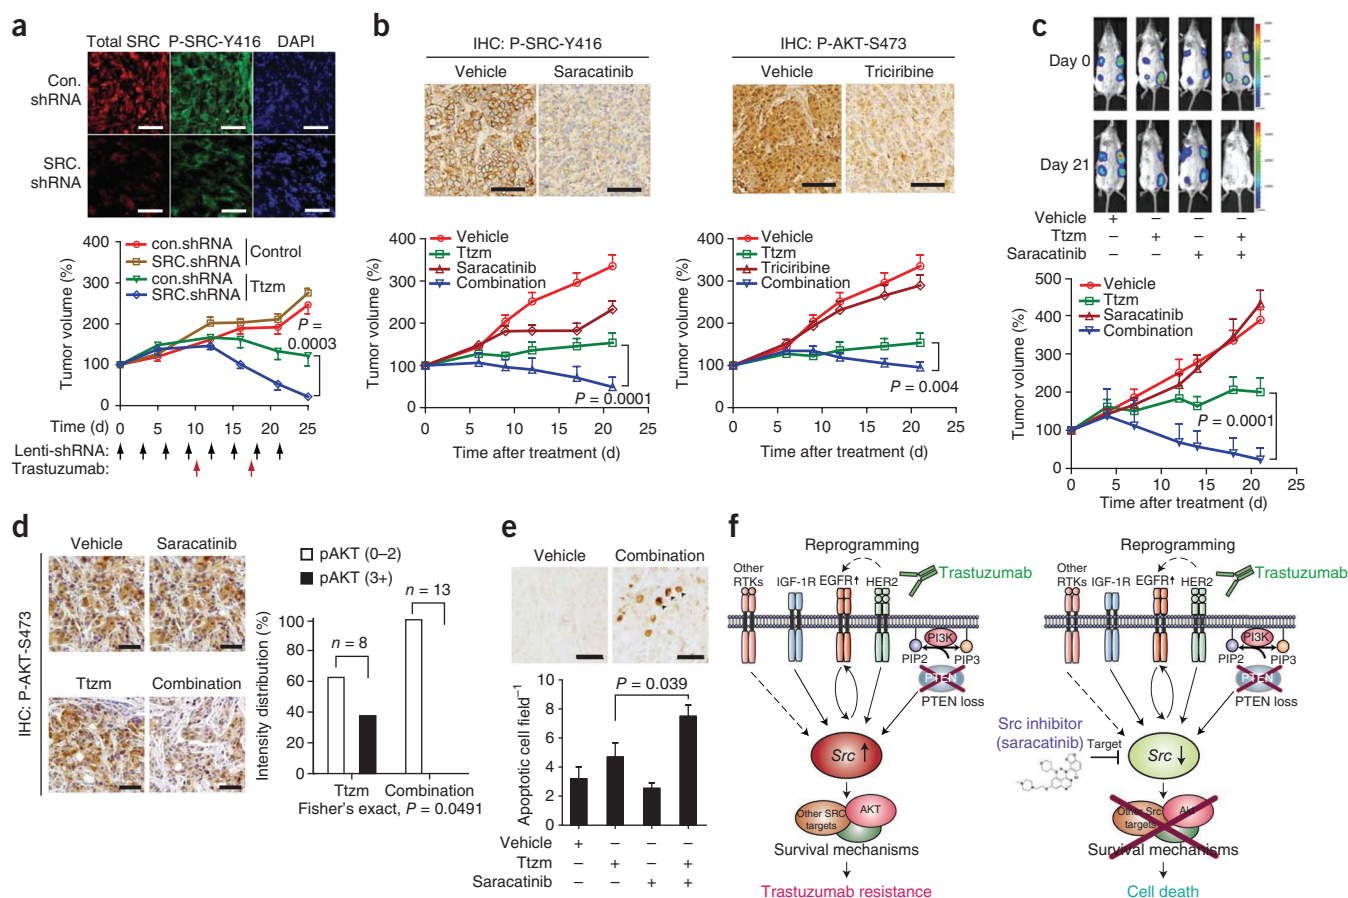 a
Total SRC P-SRC-Y416 DAPI
Con.
shRNA
SRC.
shRNA
400
300
200
100
0
Tumor volume (%)
con.shRNA
SRC.shRNA
Control
con.shRNA
SRC.shRNA
Ttzm
P =
0.0003
0 5 10 15 20 25
Time (d)
Lenti-shRNA:
Trastuzumab:
b
IHC: P-SRC-Y416
Vehicle Saracatinib
IHC: P-AKT-S473
Vehicle Triciribine
400
300
200
100
0
Tumor volume (%)
Vehicle
Ttzm
Saracatinib
Combination
P = 0.0001
0 5 10 15 20 25
Time after treatment (d)
400
300
200
100
0
Tumor volume (%)
Vehicle
Ttzm
Triciribine
Combination
P = 0.004
0 5 10 15 20 25
Time after treatment (d)
c
Day 0
Day 21
Vehicle + – – –
Ttzm – + – +
Saracatinib – – + +
500
400
300
200
100
0
Tumor volume (%)
Vehicle
Ttzm
Saracatinib
Combination
P = 0.0001
0 5 10 15 20 25
Time after treatment (d)
d
IHC: P-AKT-S473
Vehicle Saracatinib
Ttzm Combination
pAKT (0–2)
pAKT (3+)
n = 13
n = 8
100
80
60
40
20
0
Intensity distribution (%)
Ttzm Combination
Fisher's exact, P = 0.0491
e
Vehicle Combination
10
8
6
4
2
0
Apoptotic cell field–1
P = 0.039
Vehicle + – – –
Ttzm – + – +
Saracatinib – – + +
f
Reprogramming
Other
RTKs
IGF-1R EGFR↑ HER2
Trastuzumab
PI3K
PIP2 PIP3
PTEN
PTEN loss
Src ↑
Other SRC
targets
AKT
Survival mechanisms
Trastuzumab resistance
Reprogramming
Other
RTKs
IGF-1R EGFR↑ HER2
Trastuzumab
PI3K
PIP2 PIP3
PTEN
PTEN loss
Src inhibitor
(saracatinib)
Target
Src ↓
Other Src
targets
Akt
Survival mechanisms
Cell death